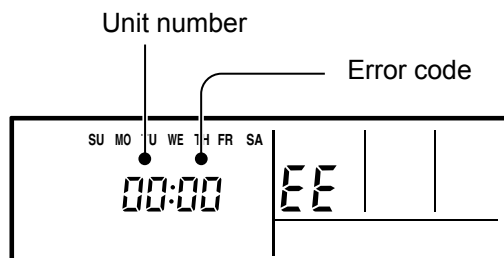 Unit number
Error code
SU MO TU WE TH FR SA
00:00 EE